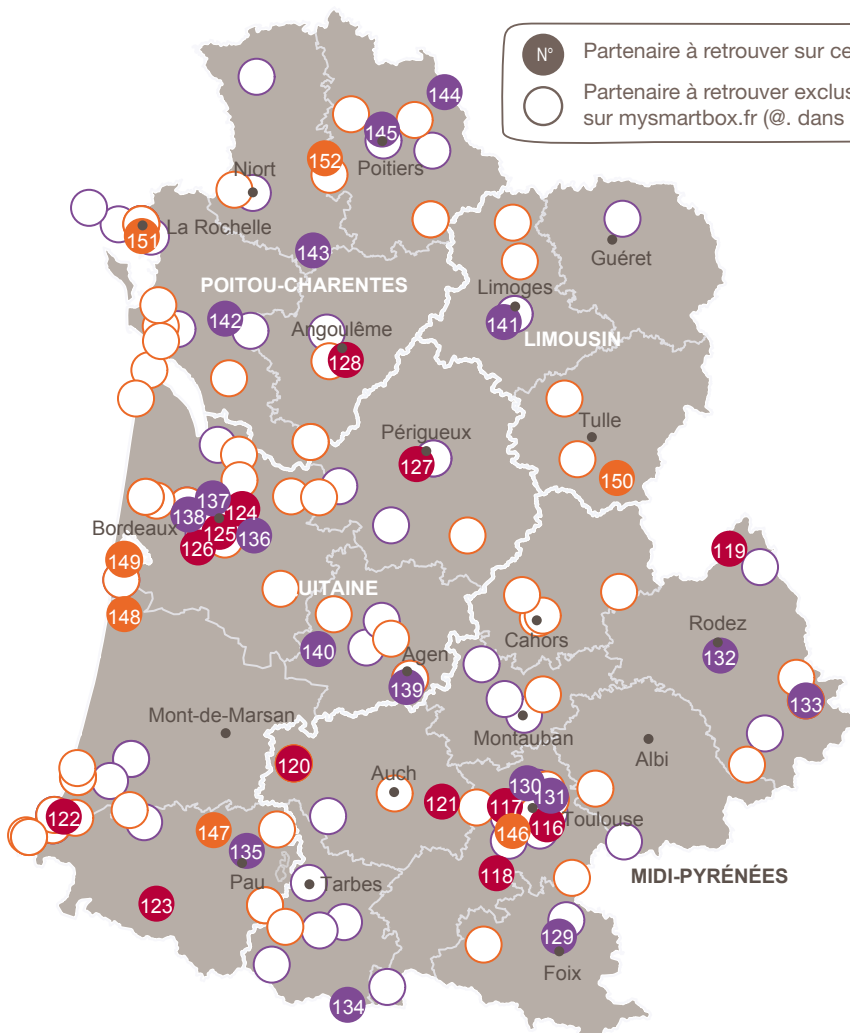 N° Partenaire à retrouver sur ce
Partenaire à retrouver exclus
sur mysmartbox.fr (@. dans
144
145
Poitiers
152
Niort
La Rochelle
151
143
Guéret
POITOU-CHARENTES
Limoges
142
141
Angoulême
LIMOUSIN
128
Tulle
Périgueux
127
150
137
124
138
Bordeaux
125
136
126
119
149
UITAINE
148
Cahors
Rodez
132
140
Agen
139
133
Mont-de-Marsan
Montauban
Albi
120
Auch
130
131
121
117
122
147
146
116
Toulouse
135
Pau
118
MIDI-PYRÉNÉES
Tarbes
123
129
Foix
134